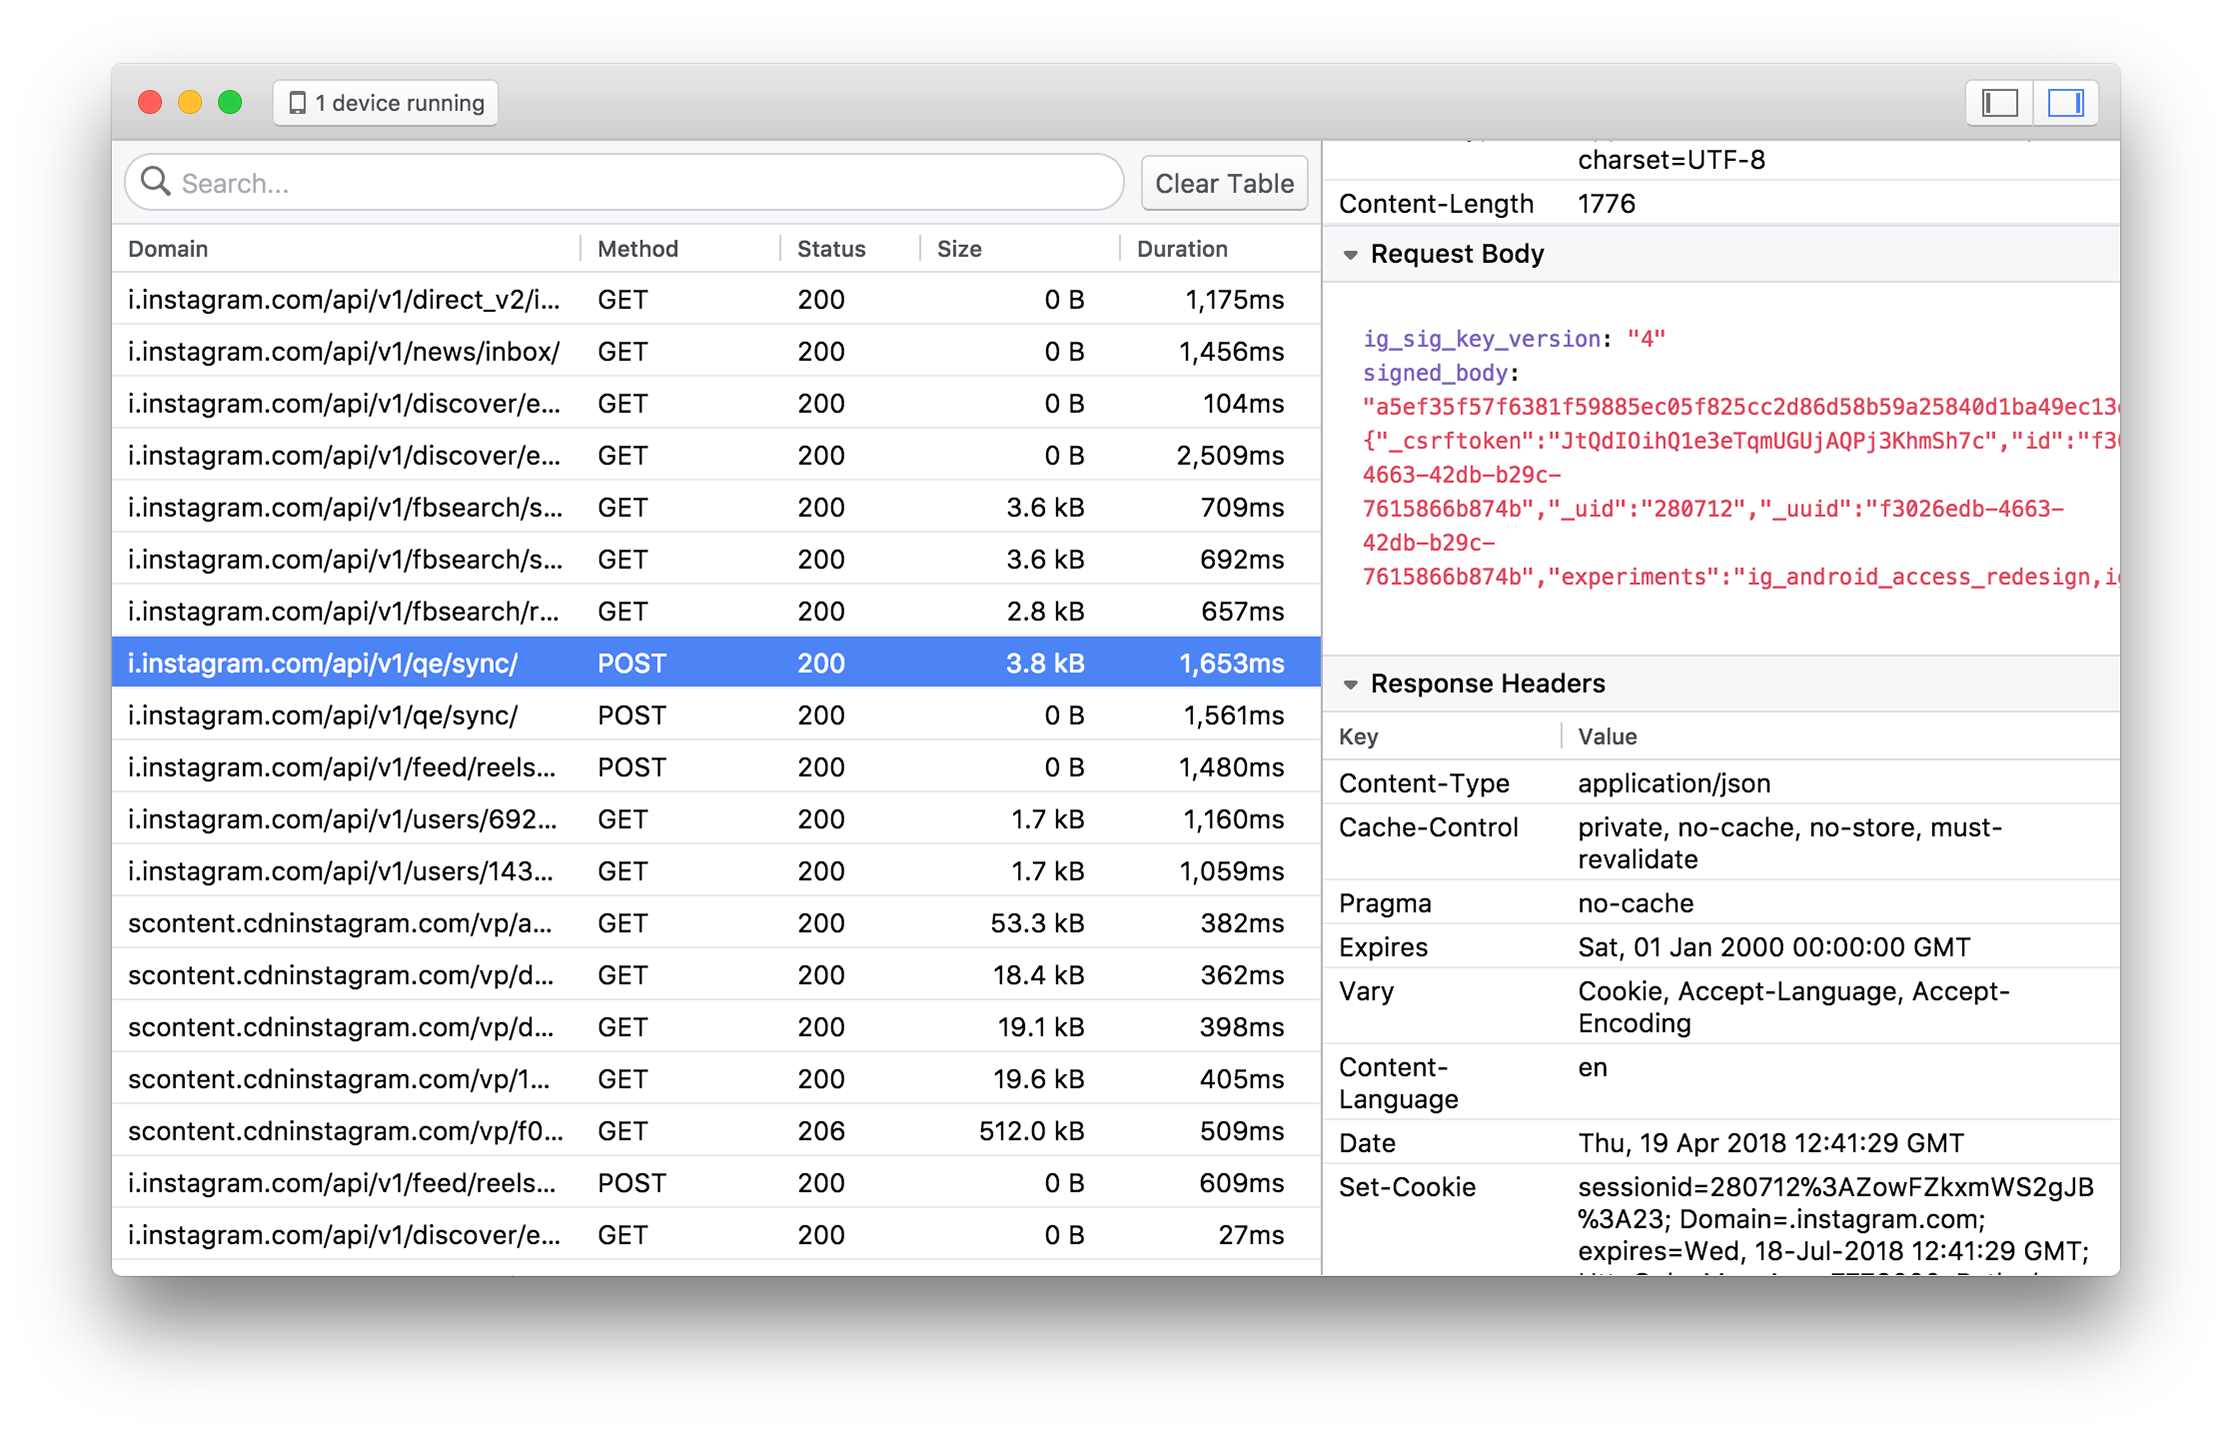 1 device running
Search...
Clear Table
Domain Method Status Size Duration
i.instagram.com/api/v1/direct_v2/i... GET 200 0 B 1,175ms
i.instagram.com/api/v1/news/inbox/ GET 200 0 B 1,456ms
i.instagram.com/api/v1/discover/e... GET 200 0 B 104ms
i.instagram.com/api/v1/discover/e... GET 200 0 B 2,509ms
i.instagram.com/api/v1/fbsearch/s... GET 200 3.6 kB 709ms
i.instagram.com/api/v1/fbsearch/s... GET 200 3.6 kB 692ms
i.instagram.com/api/v1/fbsearch/r... GET 200 2.8 kB 657ms
i.instagram.com/api/v1/qe/sync/ POST 200 3.8 kB 1,653ms
i.instagram.com/api/v1/qe/sync/ POST 200 0 B 1,561ms
i.instagram.com/api/v1/feed/reels... POST 200 0 B 1,480ms
i.instagram.com/api/v1/users/692... GET 200 1.7 kB 1,160ms
i.instagram.com/api/v1/users/143... GET 200 1.7 kB 1,059ms
scontent.cdninstagram.com/vp/a... GET 200 53.3 kB 382ms
scontent.cdninstagram.com/vp/d... GET 200 18.4 kB 362ms
scontent.cdninstagram.com/vp/d... GET 200 19.1 kB 398ms
scontent.cdninstagram.com/vp/1... GET 200 19.6 kB 405ms
scontent.cdninstagram.com/vp/f0... GET 206 512.0 kB 509ms
i.instagram.com/api/v1/feed/reels... POST 200 0 B 609ms
i.instagram.com/api/v1/discover/e... GET 200 0 B 27ms
charset=UTF-8
Content-Length 1776
Request Body
ig_sig_key_version: "4"
signed_body:
"a5ef35f57f6381f59885ec05f825cc2d86d58b59a25840d1ba49ec13
{"_csrftoken":"JtQdIOihQ1e3eTqmUGUjAQPj3KhmSh7c","id":"f3
4663-42db-b29c-
7615866b874b","_uid":"280712","_uuid":"f3026edb-4663-
42db-b29c-
7615866b874b","experiments":"ig_android_access_redesign,i
Response Headers
Key Value
Content-Type application/json
Cache-Control private, no-cache, no-store, must-
revalidate
Pragma no-cache
Expires Sat, 01 Jan 2000 00:00:00 GMT
Vary Cookie, Accept-Language, Accept-
Encoding
Content- en
Language
Date Thu, 19 Apr 2018 12:41:29 GMT
Set-Cookie sessionid=280712%3AZowFZkxmWS2gJB
%3A23; Domain=.instagram.com;
expires=Wed, 18-Jul-2018 12:41:29 GMT;